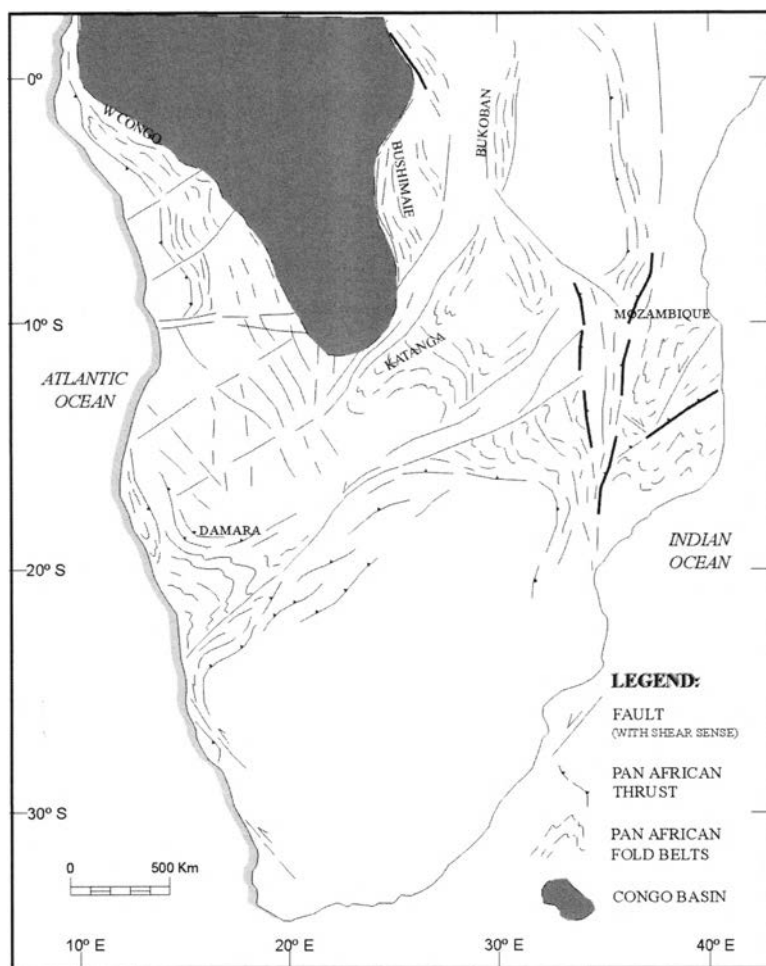 0°
W CONGO
BUSHIMAIE
BUKOBAN
10° S
KATANGA
MOZAMBIQUE
ATLANTIC
OCEAN
DAMARA
INDIAN
OCEAN
20° S
LEGEND:
FAULT
(WITH SHEAR SENSE)
PAN AFRICAN
THRUST
PAN AFRICAN
FOLD BELTS
CONGO BASIN
30° S
0 500 Km
10° E 20° E 30° E 40° E